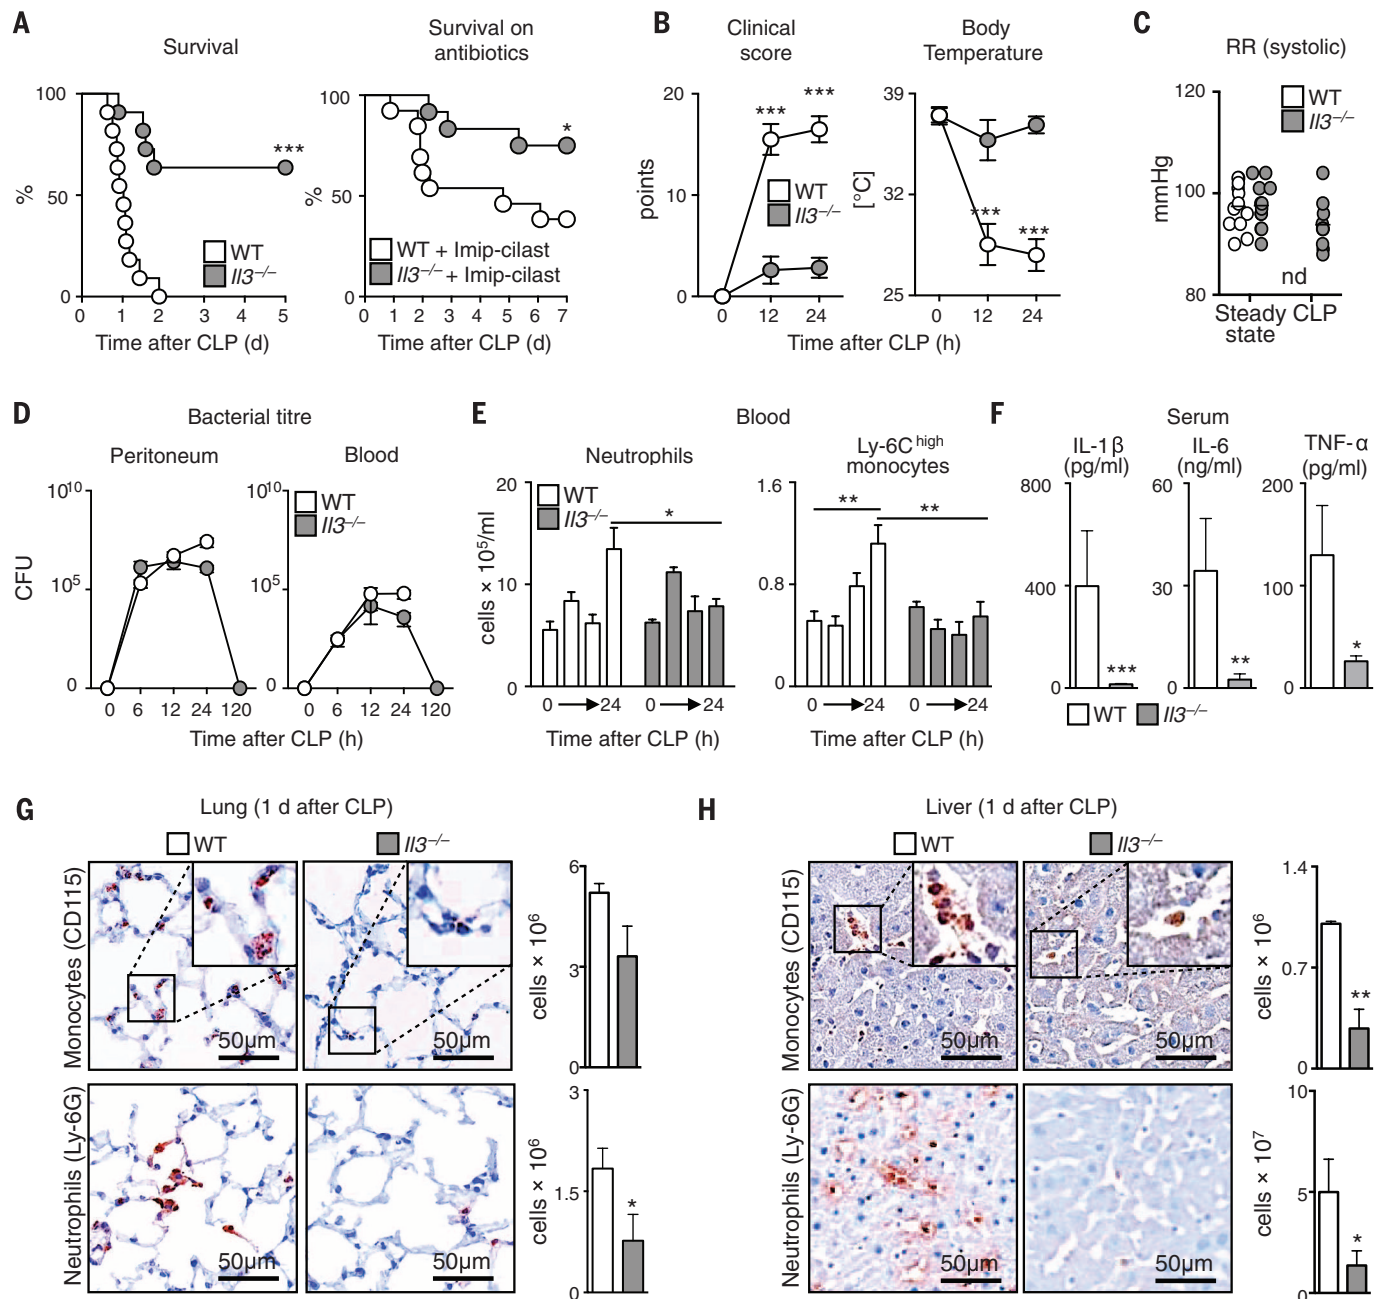 A
Survival
100
50
0
%
***
WT
Il3–/–
0 1 2 3 4 5
Time after CLP (d)
Survival on
antibiotics
100
50
0
%
*
WT + Imip-cilast
Il3–/– + Imip-cilast
0 1 2 3 4 5 6 7
Time after CLP (d)
B
Clinical
score
20
10
0
points
***
***
WT
Il3–/–
0 12 24
Body
Temperature
39
32
25
[°C]
***
***
0 12 24
Time after CLP (h)
C
RR (systolic)
120
100
80
mmHg
WT
Il3–/–
nd
Steady CLP
state
D
Bacterial titre
Peritoneum
10^10
10^5
0
CFU
0 6 12 24 120
Blood
10^10
10^5
0
WT
Il3–/–
0 6 12 24 120
Time after CLP (h)
E
Blood
Neutrophils
20
10
0
cells × 10^5/ml
WT
Il3–/–
*
0 24 0 24
Ly-6C^high
monocytes
1.6
0.8
0
**
**
0 24 0 24
Time after CLP (h)
F
Serum
IL-1β
(pg/ml)
800
400
0
***
IL-6
(ng/ml)
60
30
0
**
TNF-α
(pg/ml)
200
100
0
*
WT Il3–/–
G
Lung (1 d after CLP)
WT Il3–/–
Monocytes (CD115)
50µm
50µm
6
3
0
cells × 10^6
Neutrophils (Ly-6G)
50µm
50µm
3
1.5
0
cells × 10^6
*
H
Liver (1 d after CLP)
WT Il3–/–
Monocytes (CD115)
50µm
50µm
1.4
0.7
0
cells × 10^6
**
Neutrophils (Ly-6G)
50µm
50µm
10
5
0
cells × 10^7
*